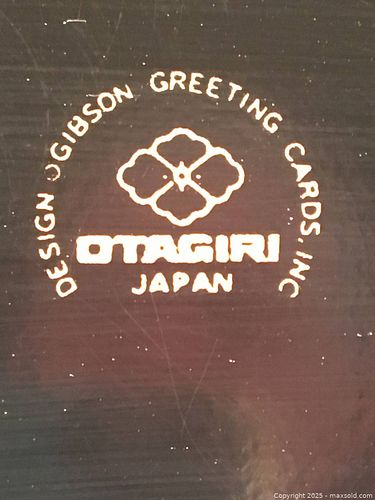 DESIGN © GIBSON GREETING CARDS, INC
OTAGIRI
JAPAN
Copyright 2025 - maxsold.com